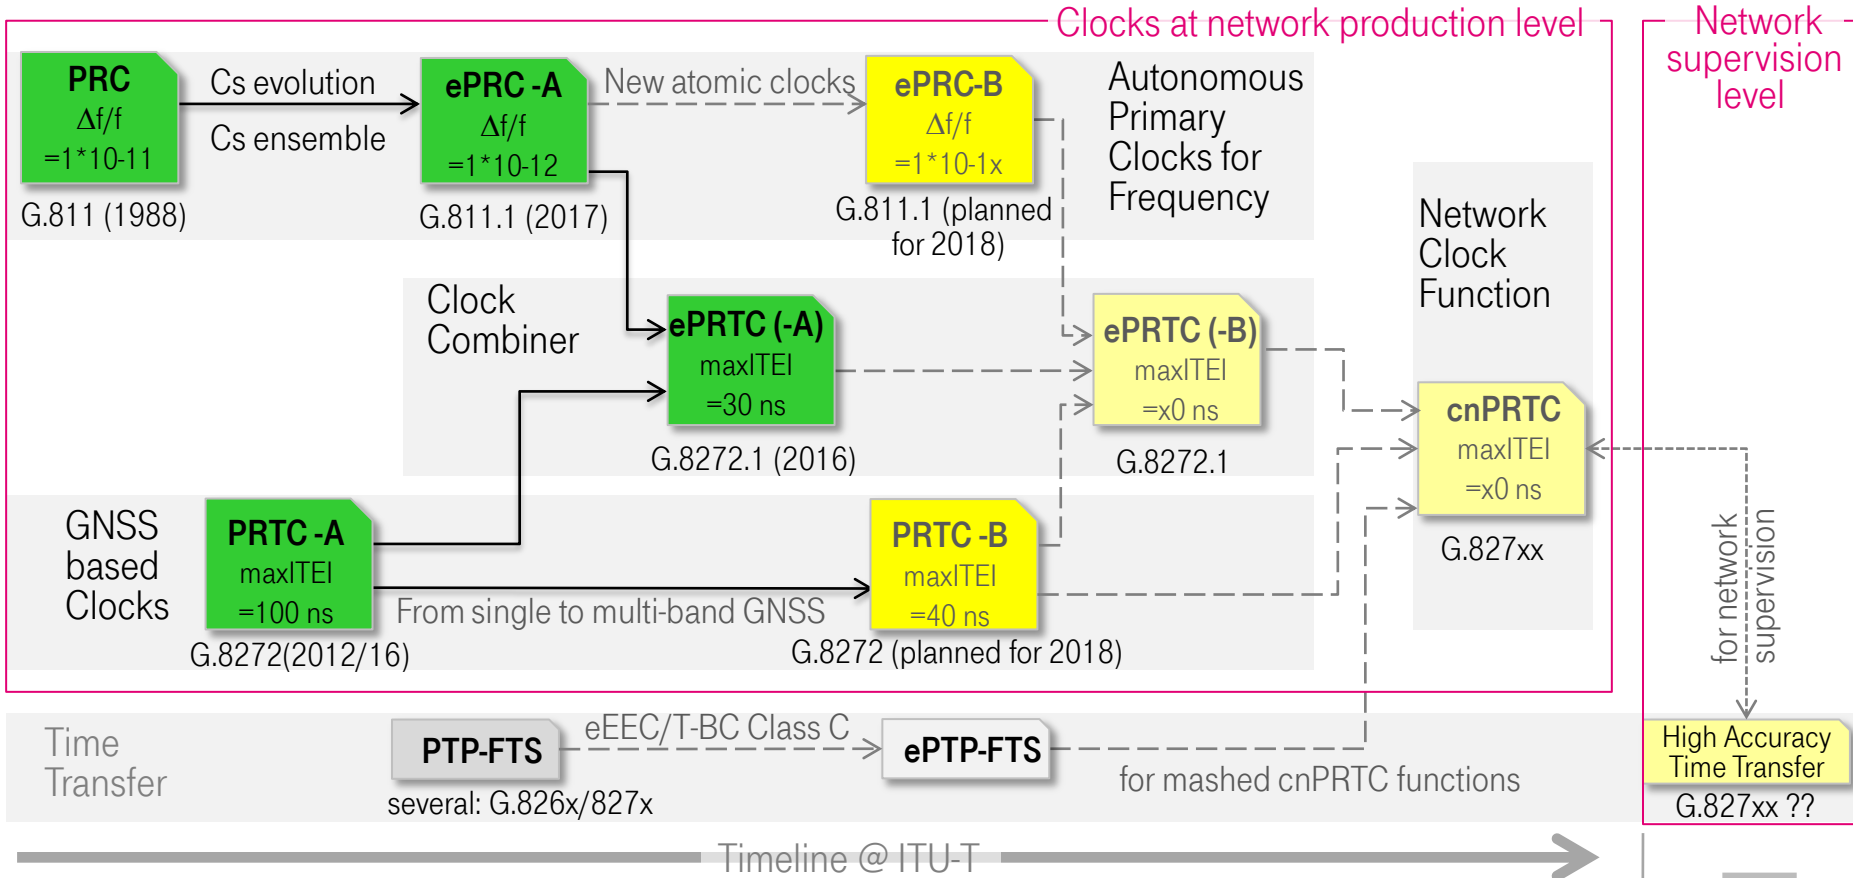 Clocks at network production level
Network
supervision
level
PRC
Δf/f
=1*10-11
G.811 (1988)
Cs evolution
Cs ensemble
ePRC -A
Δf/f
=1*10-12
G.811.1 (2017)
New atomic clocks
ePRC-B
Δf/f
=1*10-1x
G.811.1 (planned
for 2018)
Autonomous
Primary
Clocks for
Frequency
Network
Clock
Function
Clock
Combiner
ePRTC (-A)
maxITEI
=30 ns
G.8272.1 (2016)
ePRTC (-B)
maxITEI
=x0 ns
G.8272.1
cnPRTC
maxITEI
=x0 ns
G.827xx
GNSS
based
Clocks
PRTC -A
maxITEI
=100 ns
G.8272(2012/16)
From single to multi-band GNSS
PRTC -B
maxITEI
=40 ns
G.8272 (planned for 2018)
for network
supervision
Time
Transfer
PTP-FTS
several: G.826x/827x
eEEC/T-BC Class C
ePTP-FTS
for mashed cnPRTC functions
High Accuracy
Time Transfer
G.827xx ??
Timeline @ ITU-T